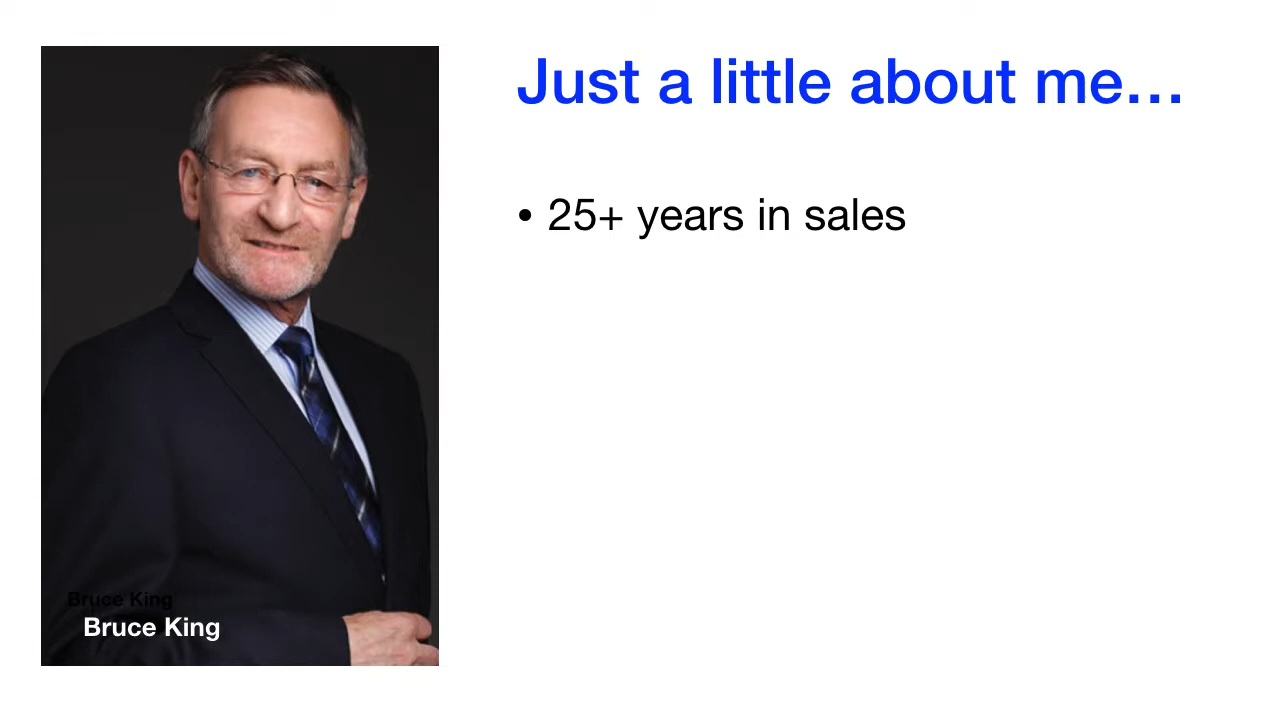 Just a little about me…
• 25+ years in sales
Bruce King
Bruce King